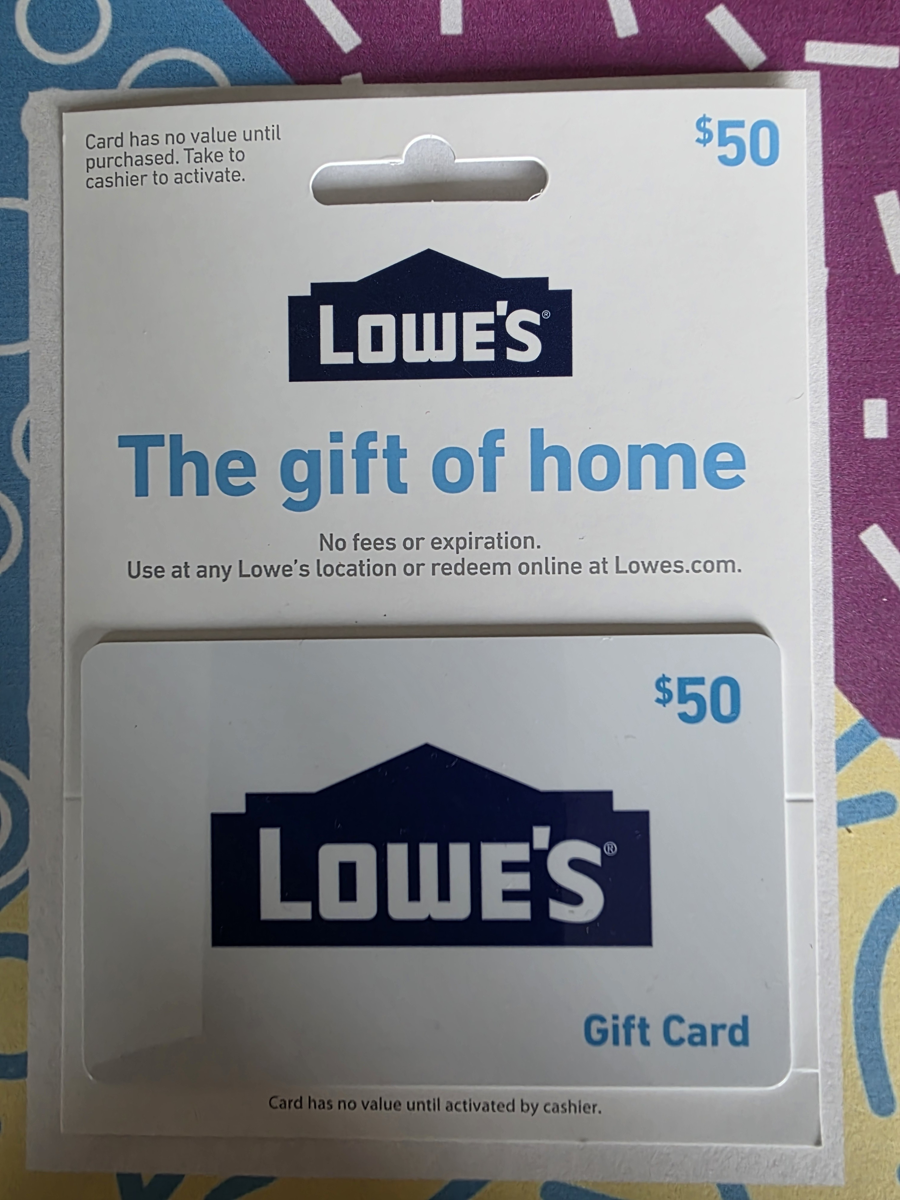 Card has no value until
purchased. Take to
cashier to activate.
$50
LOWE'S®
The gift of home
No fees or expiration.
Use at any Lowe's location or redeem online at Lowes.com.
$50
LOWE'S®
Gift Card
Card has no value until activated by cashier.